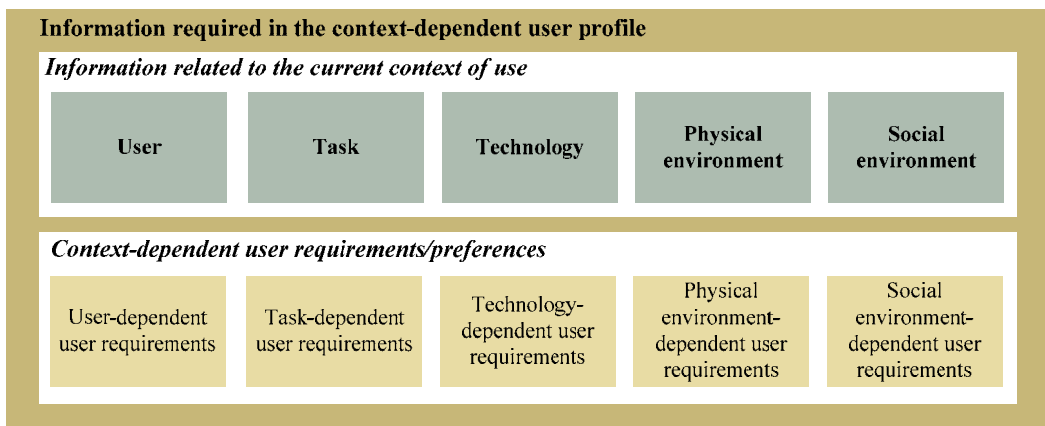 Information required in the context-dependent user profile
Information related to the current context of use
User
Task
Technology
Physical
environment
Social
environment
Context-dependent user requirements/preferences
User-dependent
user requirements
Task-dependent
user requirements
Technology-
dependent user
requirements
Physical
environment-
dependent user
requirements
Social
environment-
dependent user
requirements